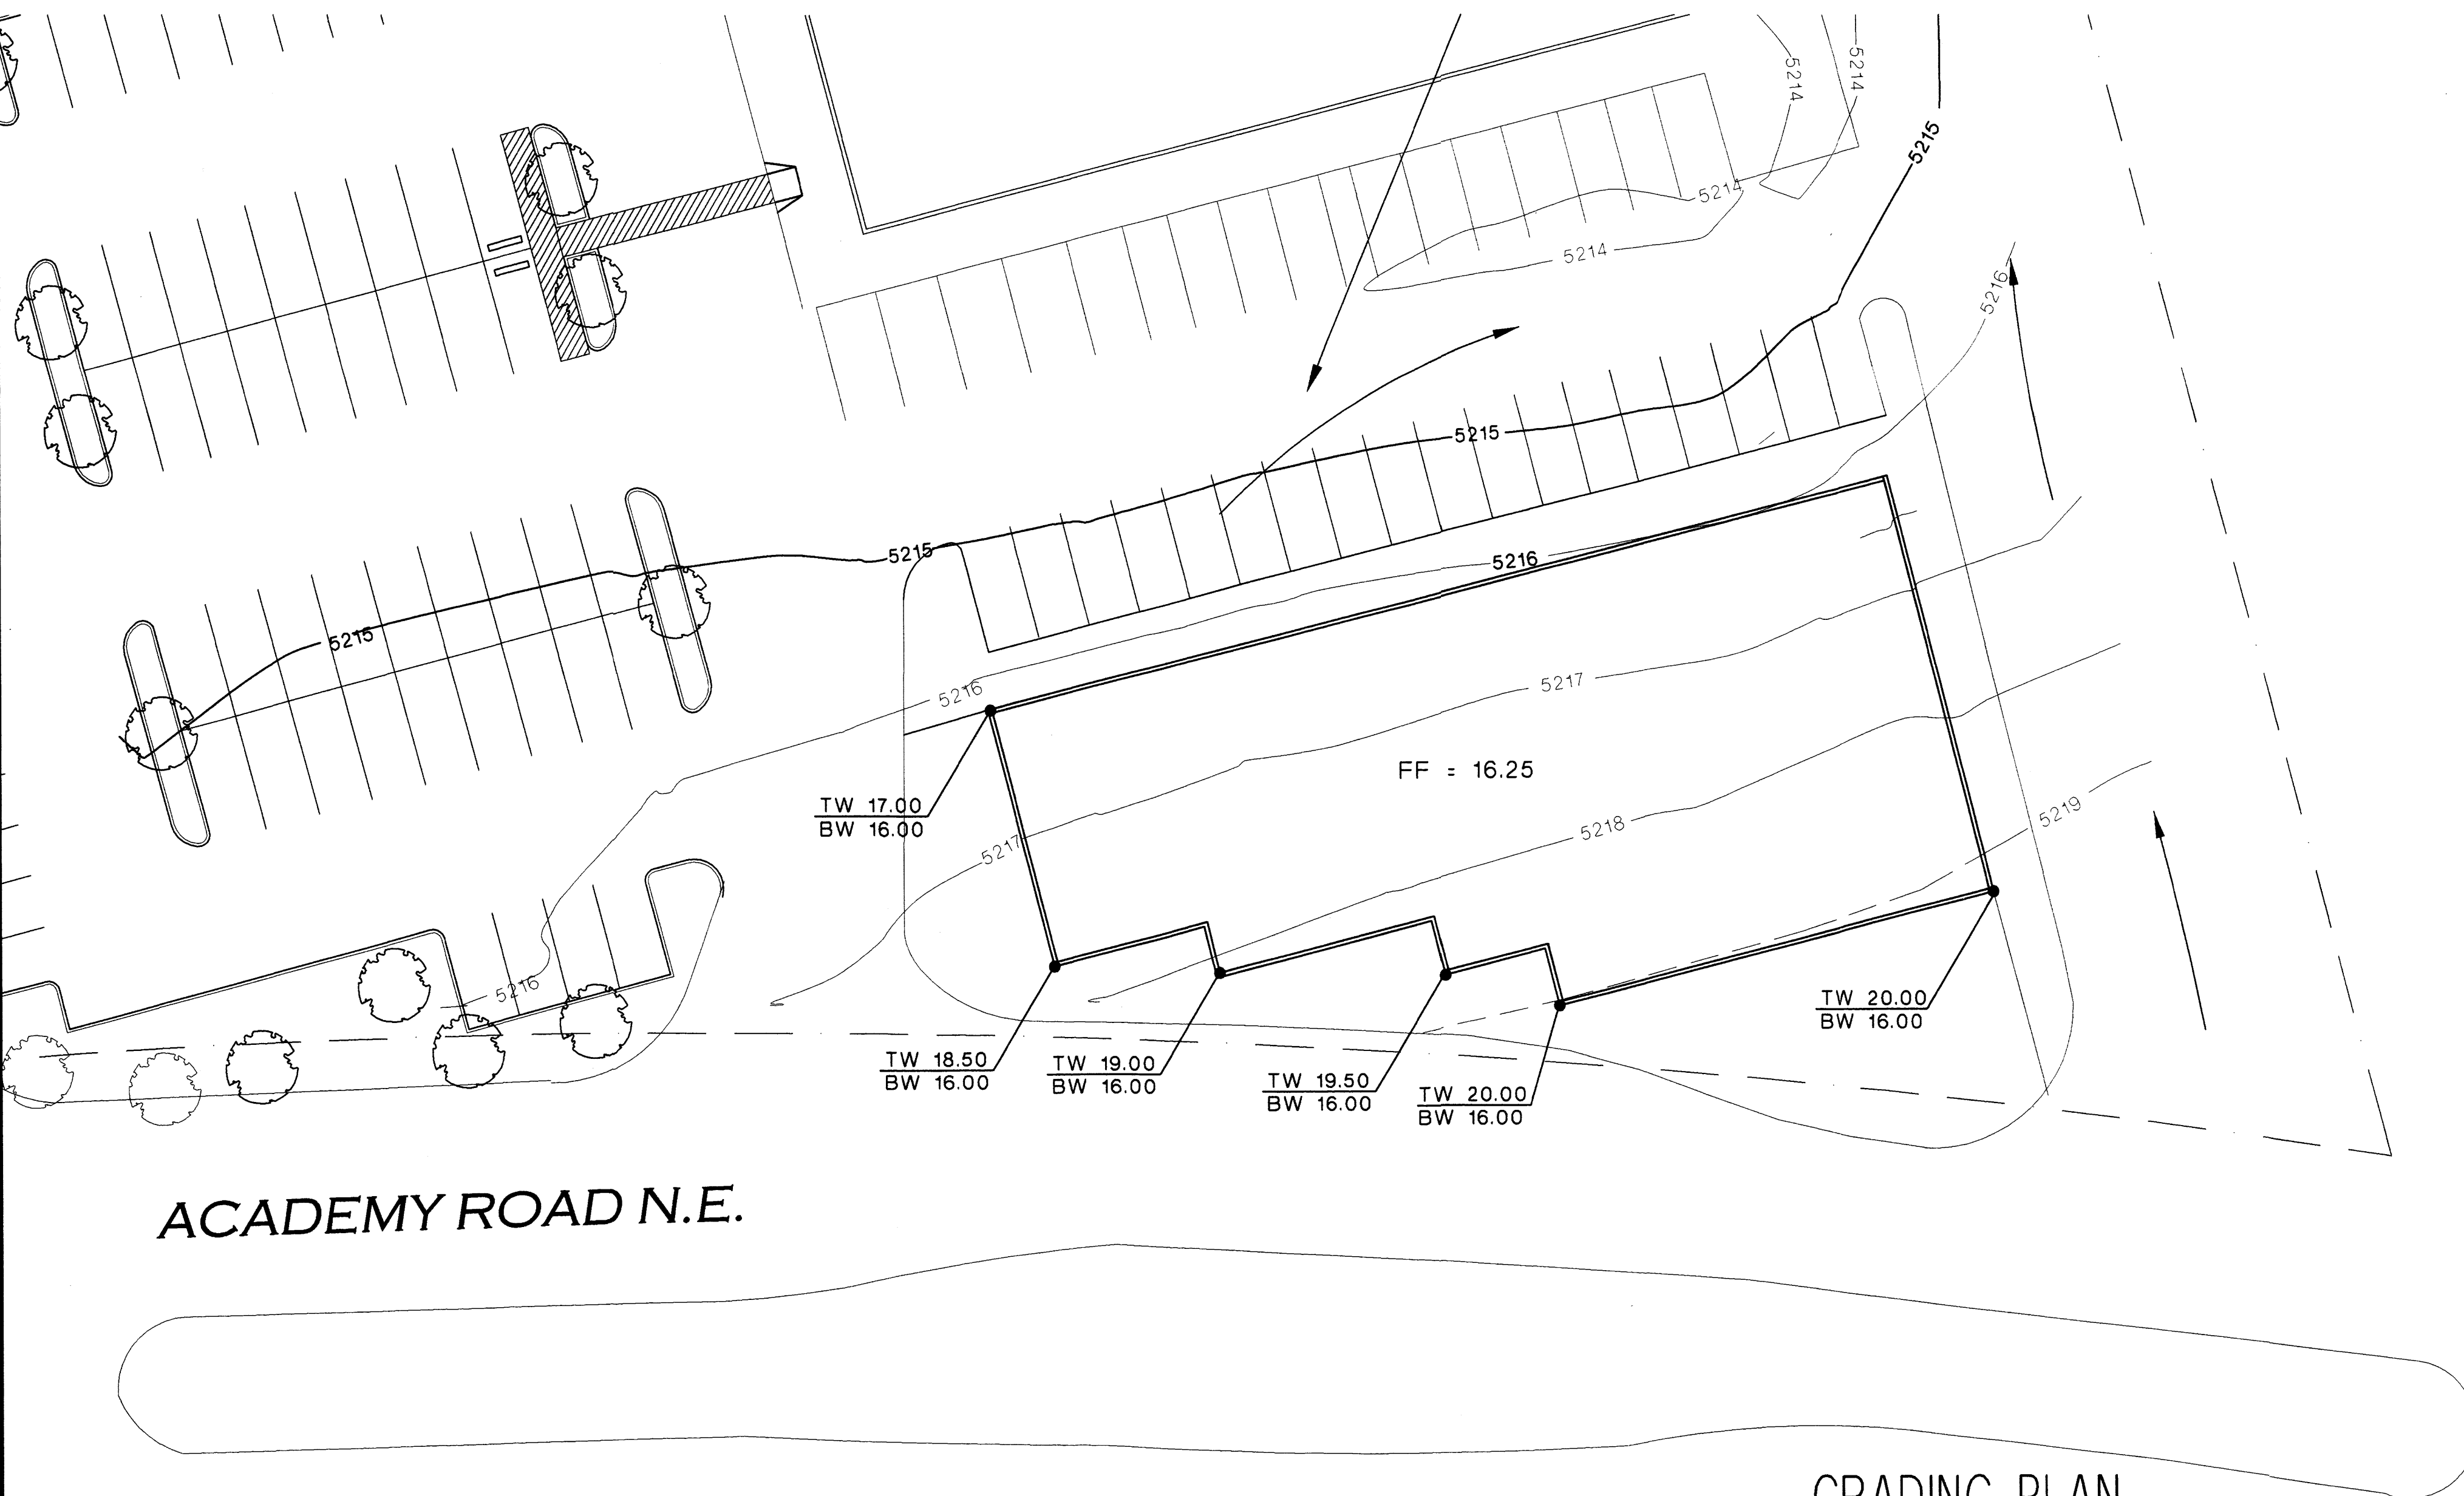 5214
5214
5215
5214
5214
5216
5215
5215
5216
5215
5216
5217
FF = 16.25
TW 17.00
BW 16.00
5218
5219
5217
5216
TW 20.00
BW 16.00
TW 18.50
BW 16.00
TW 19.00
BW 16.00
TW 19.50
BW 16.00
TW 20.00
BW 16.00
ACADEMY ROAD N.E.
GRADING PLAN